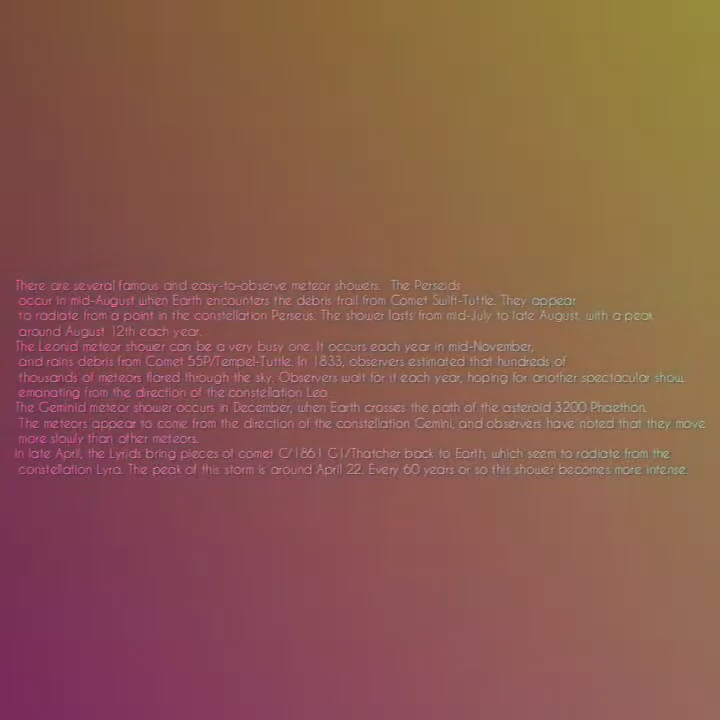 There are several famous and easy-to-observe meteor showers. The Perseids
occur in mid-August when Earth encounters the debris trail from Comet Swift-Tuttle. They appear
to radiate from a point in the constellation Perseus. The shower lasts from mid-July to late August, with a peak
around August 12th each year.
The Leonid meteor shower can be a very busy one. It occurs each year in mid-November,
and rains debris from Comet 55P/Tempel-Tuttle. In 1833, observers estimated that hundreds of
thousands of meteors flared through the sky. Observers wait for it each year, hoping for another spectacular show,
emanating from the direction of the constellation Leo.
The Geminid meteor shower occurs in December, when Earth crosses the path of the asteroid 3200 Phaethon.
The meteors appear to come from the direction of the constellation Gemini, and observers have noted that they move
more slowly than other meteors.
In late April, the Lyrids bring pieces of comet C/1861 G1/Thatcher back to Earth, which seem to radiate from the
constellation Lyra. The peak of this storm is around April 22. Every 60 years or so this shower becomes more intense.